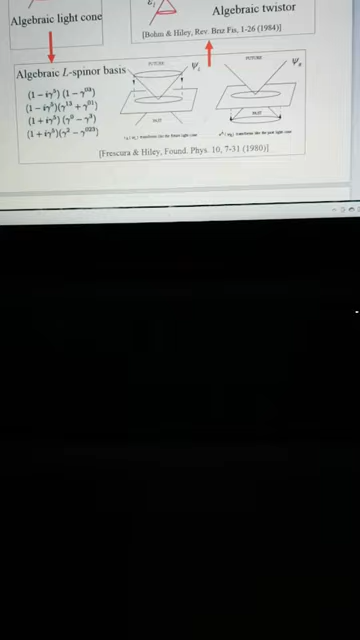 Algebraic light cone
Algebraic twistor
[Bohm & Hiley, Rev. Braz Fis, 1-26 (1984)]
Algebraic L-spinor basis
(1 − iγ⁵) (1 − γ⁰³)
(1 − iγ⁵)(γ¹³ + γ⁰¹)
(1 + iγ⁵)(γ⁰ − γ³)
(1 + iγ⁵)(γ² − γ⁰²³)
FUTURE
PAST
FUTURE
PAST
[Frescura & Hiley, Found. Phys. 10, 7-31 (1980)]